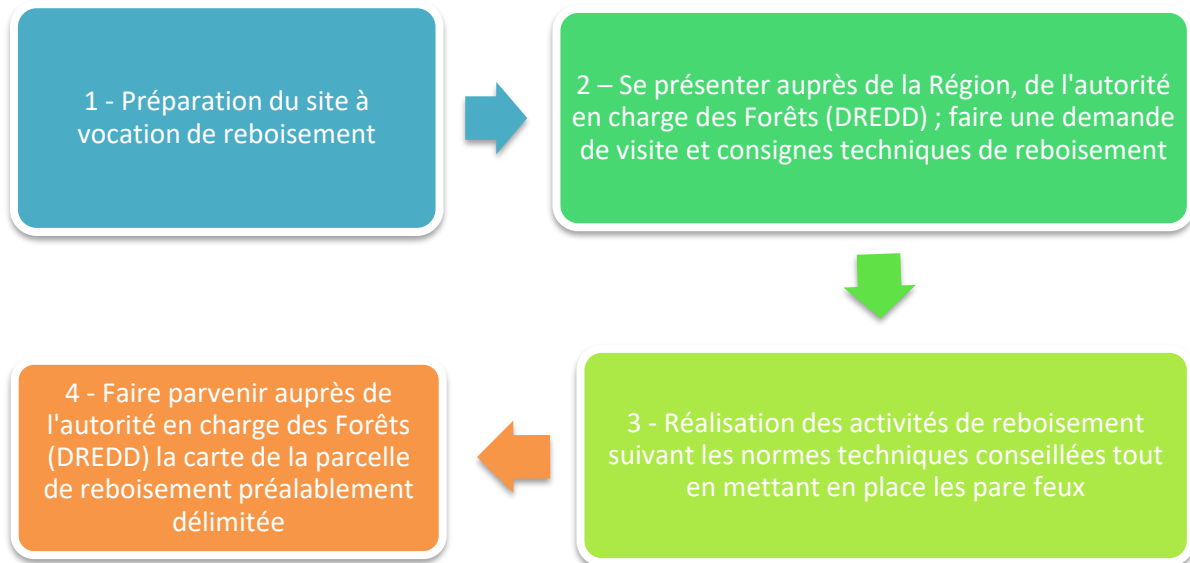 1 - Préparation du site à
vocation de reboisement
2 – Se présenter auprès de la Région, de l'autorité
en charge des Forêts (DREDD) ; faire une demande
de visite et consignes techniques de reboisement
3 - Réalisation des activités de reboisement
suivant les normes techniques conseillées tout
en mettant en place les pare feux
4 - Faire parvenir auprès de
l'autorité en charge des Forêts
(DREDD) la carte de la parcelle
de reboisement préalablement
délimitée